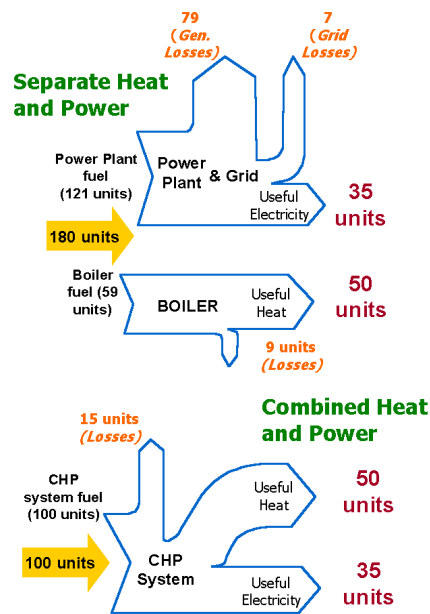 79
(Gen.
Losses)
7
(Grid
Losses)
Separate Heat
and Power
Power Plant
fuel
(121 units)
Power
Plant
& Grid
Useful
Electricity
35
units
180 units
Boiler
fuel (59
units)
BOILER
Useful
Heat
50
units
9 units
(Losses)
Combined Heat
and Power
15 units
(Losses)
CHP
system fuel
(100 units)
Useful
Heat
50
units
100 units
CHP
System
Useful
Electricity
35
units